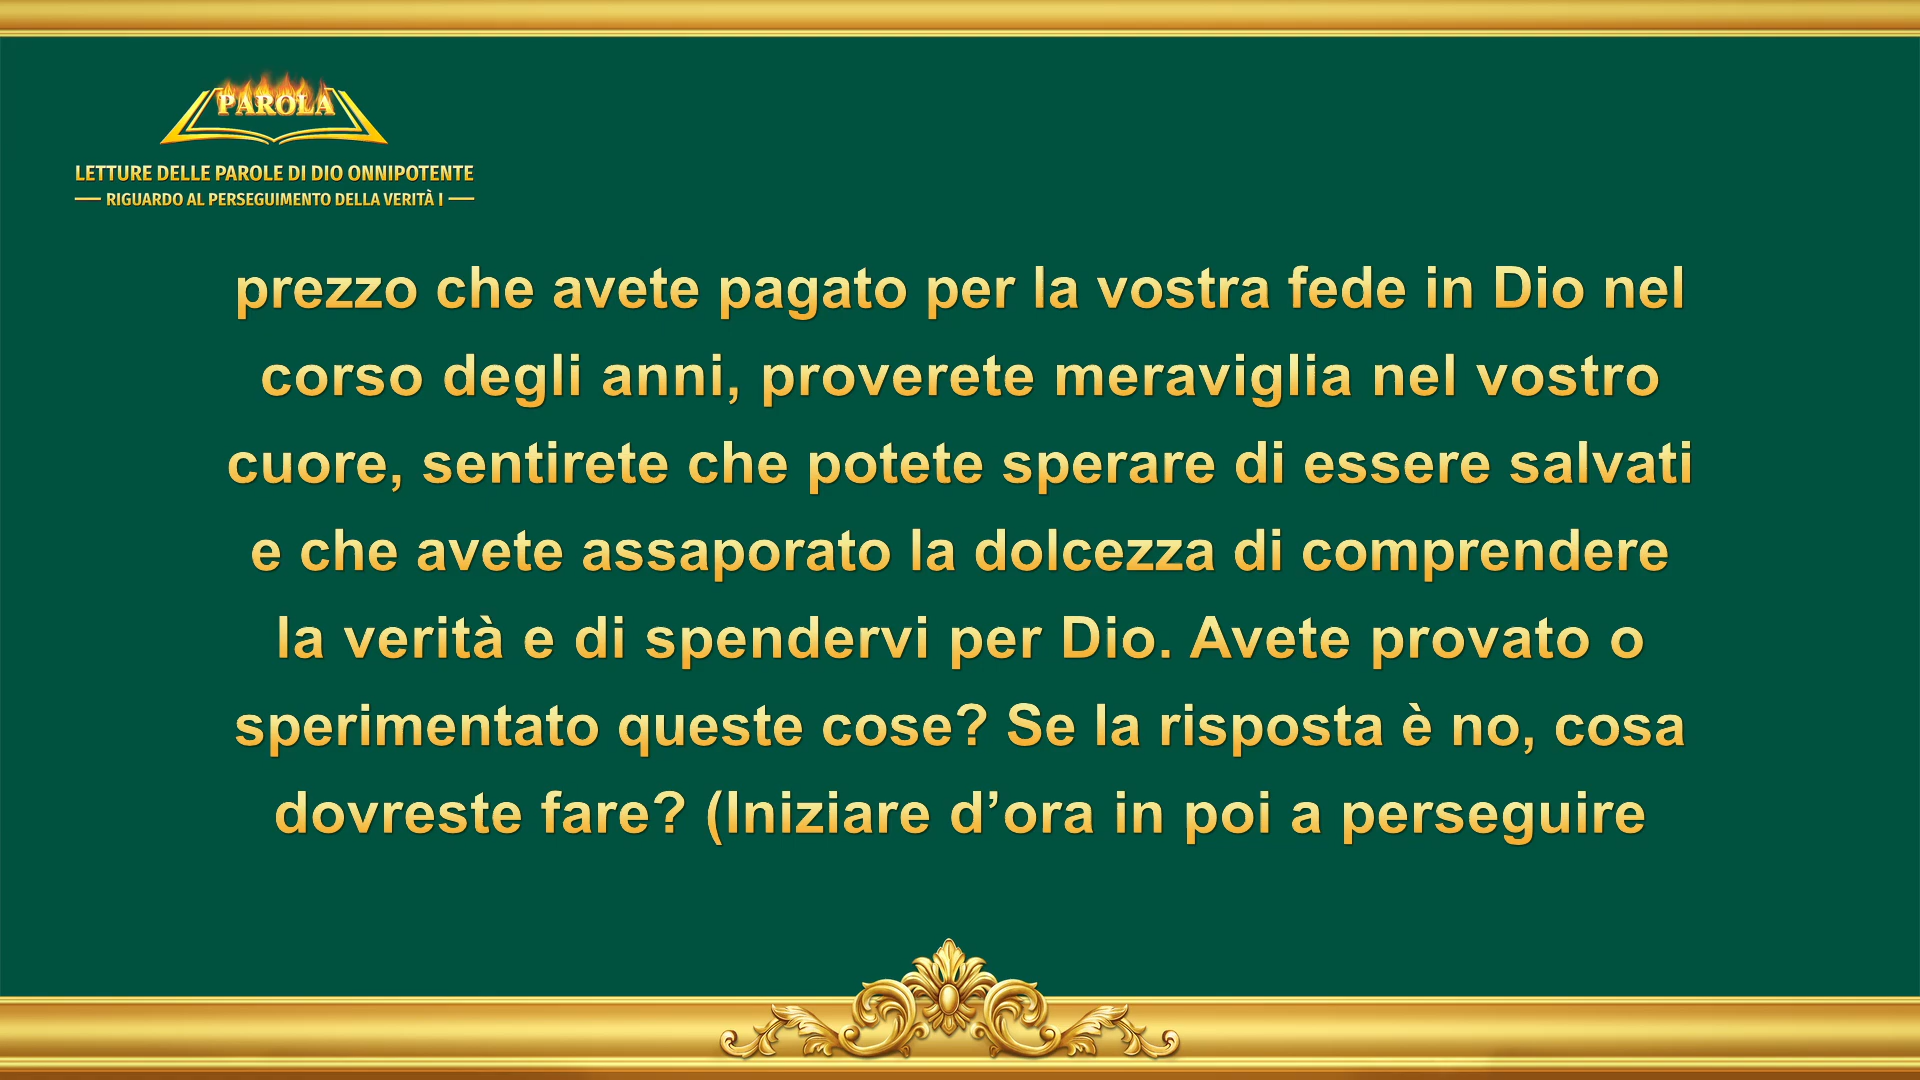 PAROLA
LETTURE DELLE PAROLE DI DIO ONNIPOTENTE
RIGUARDO AL PERSEGUIMENTO DELLA VERITÀ I
prezzo che avete pagato per la vostra fede in Dio nel
corso degli anni, proverete meraviglia nel vostro
cuore, sentirete che potete sperare di essere salvati
e che avete assaporato la dolcezza di comprendere
la verità e di spendervi per Dio. Avete provato o
sperimentato queste cose? Se la risposta è no, cosa
dovreste fare? (Iniziare d’ora in poi a perseguire